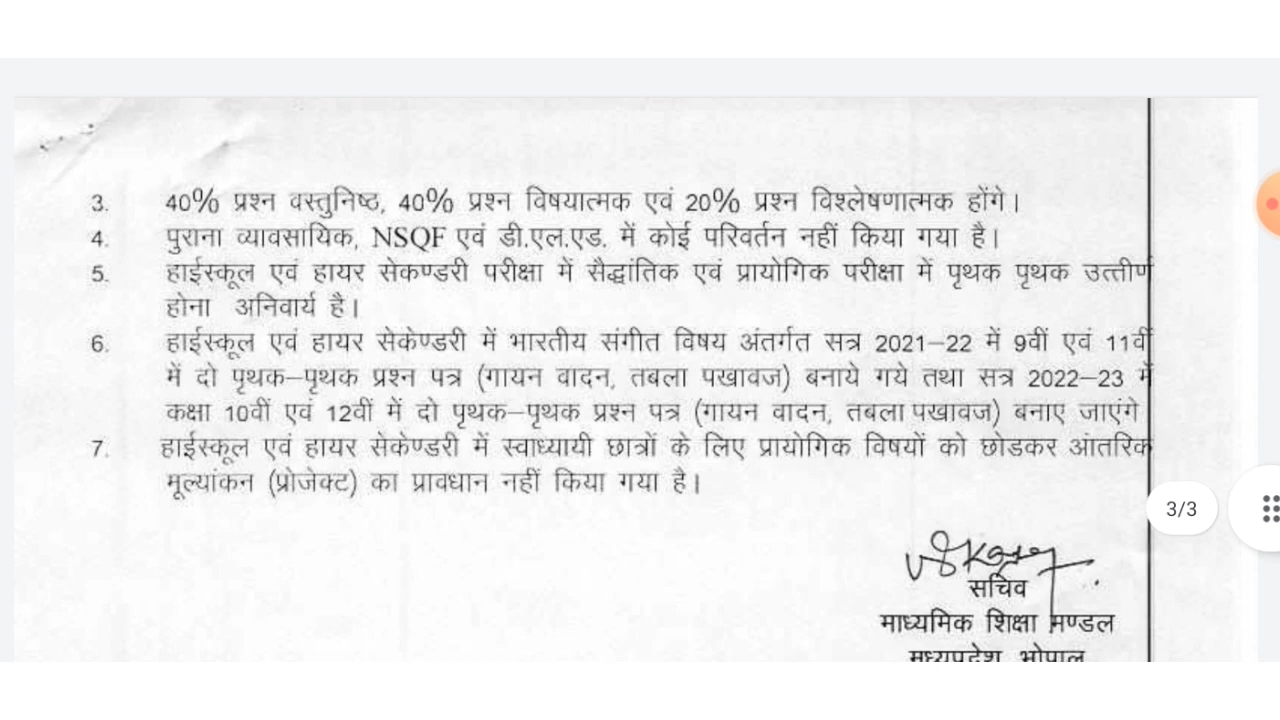 3. 40% प्रश्न वस्तुनिष्ठ, 40% प्रश्न विषयात्मक एवं 20% प्रश्न विश्लेषणात्मक होंगे।
4. पुराना व्यावसायिक, NSQF एवं डी.एल.एड. में कोई परिवर्तन नहीं किया गया है।
5. हाईस्कूल एवं हायर सेकण्डरी परीक्षा में सैद्धांतिक एवं प्रायोगिक परीक्षा में पृथक पृथक उत्तीर्ण
होना अनिवार्य है।
6. हाईस्कूल एवं हायर सेकेण्डरी में भारतीय संगीत विषय अंतर्गत सत्र 2021–22 में 9वीं एवं 11वीं
में दो पृथक–पृथक प्रश्न पत्र (गायन वादन, तबला पखावज) बनाये गये तथा सत्र 2022–23 में
कक्षा 10वीं एवं 12वीं में दो पृथक–पृथक प्रश्न पत्र (गायन वादन, तबला पखावज) बनाए जाएंगे
7. हाईस्कूल एवं हायर सेकेण्डरी में स्वाध्यायी छात्रों के लिए प्रायोगिक विषयों को छोडकर आंतरिक
मूल्यांकन (प्रोजेक्ट) का प्रावधान नहीं किया गया है।
3/3
सचिव
माध्यमिक शिक्षा मण्डल
मध्यप्रदेश भोपाल